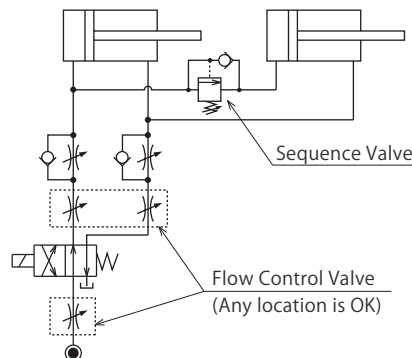 Sequence Valve
Flow Control Valve
(Any location is OK)